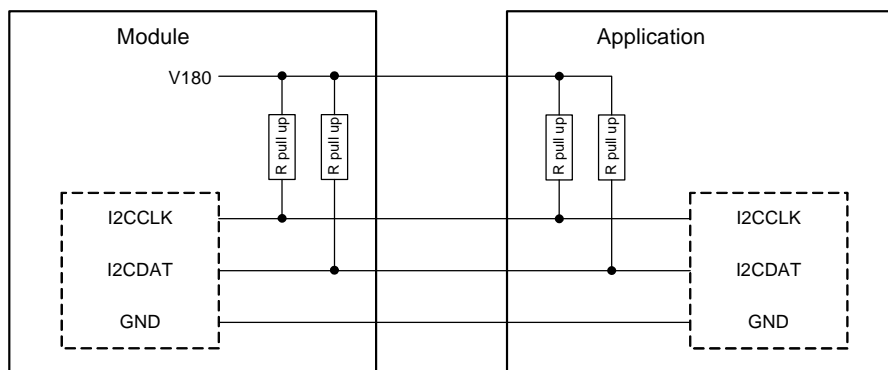 Module
Application
V180
R pull up
R pull up
R pull up
R pull up
I2CCLK
I2CCLK
I2CDAT
I2CDAT
GND
GND